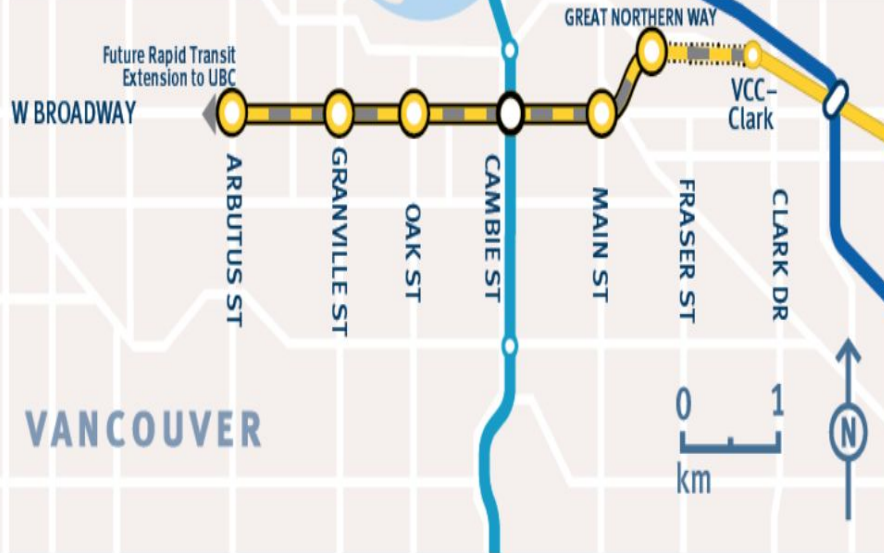 GREAT NORTHERN WAY
Future Rapid Transit
Extension to UBC
W BROADWAY
VCC–
Clark
ARBUTUS ST
GRANVILLE ST
OAK ST
CAMBIE ST
MAIN ST
FRASER ST
CLARK DR
VANCOUVER
0 1
km
N